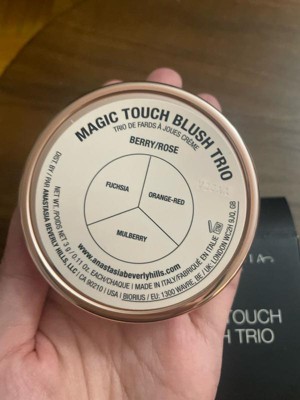 MAGIC TOUCH BLUSH TRIO
TRIO DE FARDS À JOUES CRÈME
BERRY/ROSE
FUCHSIA
ORANGE-RED
MULBERRY
DIST. BY / PAR ANASTASIA BEVERLY HILLS, LLC | CA 90210 | USA | BIORIUS / EU: 1300 WAVRE, BE / UK: LONDON WC2H 9JQ, GB
NET WT. /POIDS NET 3 g / 0.11 OZ. EACH/CHAQUE | MADE IN ITALY/FABRIQUÉ EN ITALIE
www.anastasiabeverlyhills.com
TOUCH
TRIO